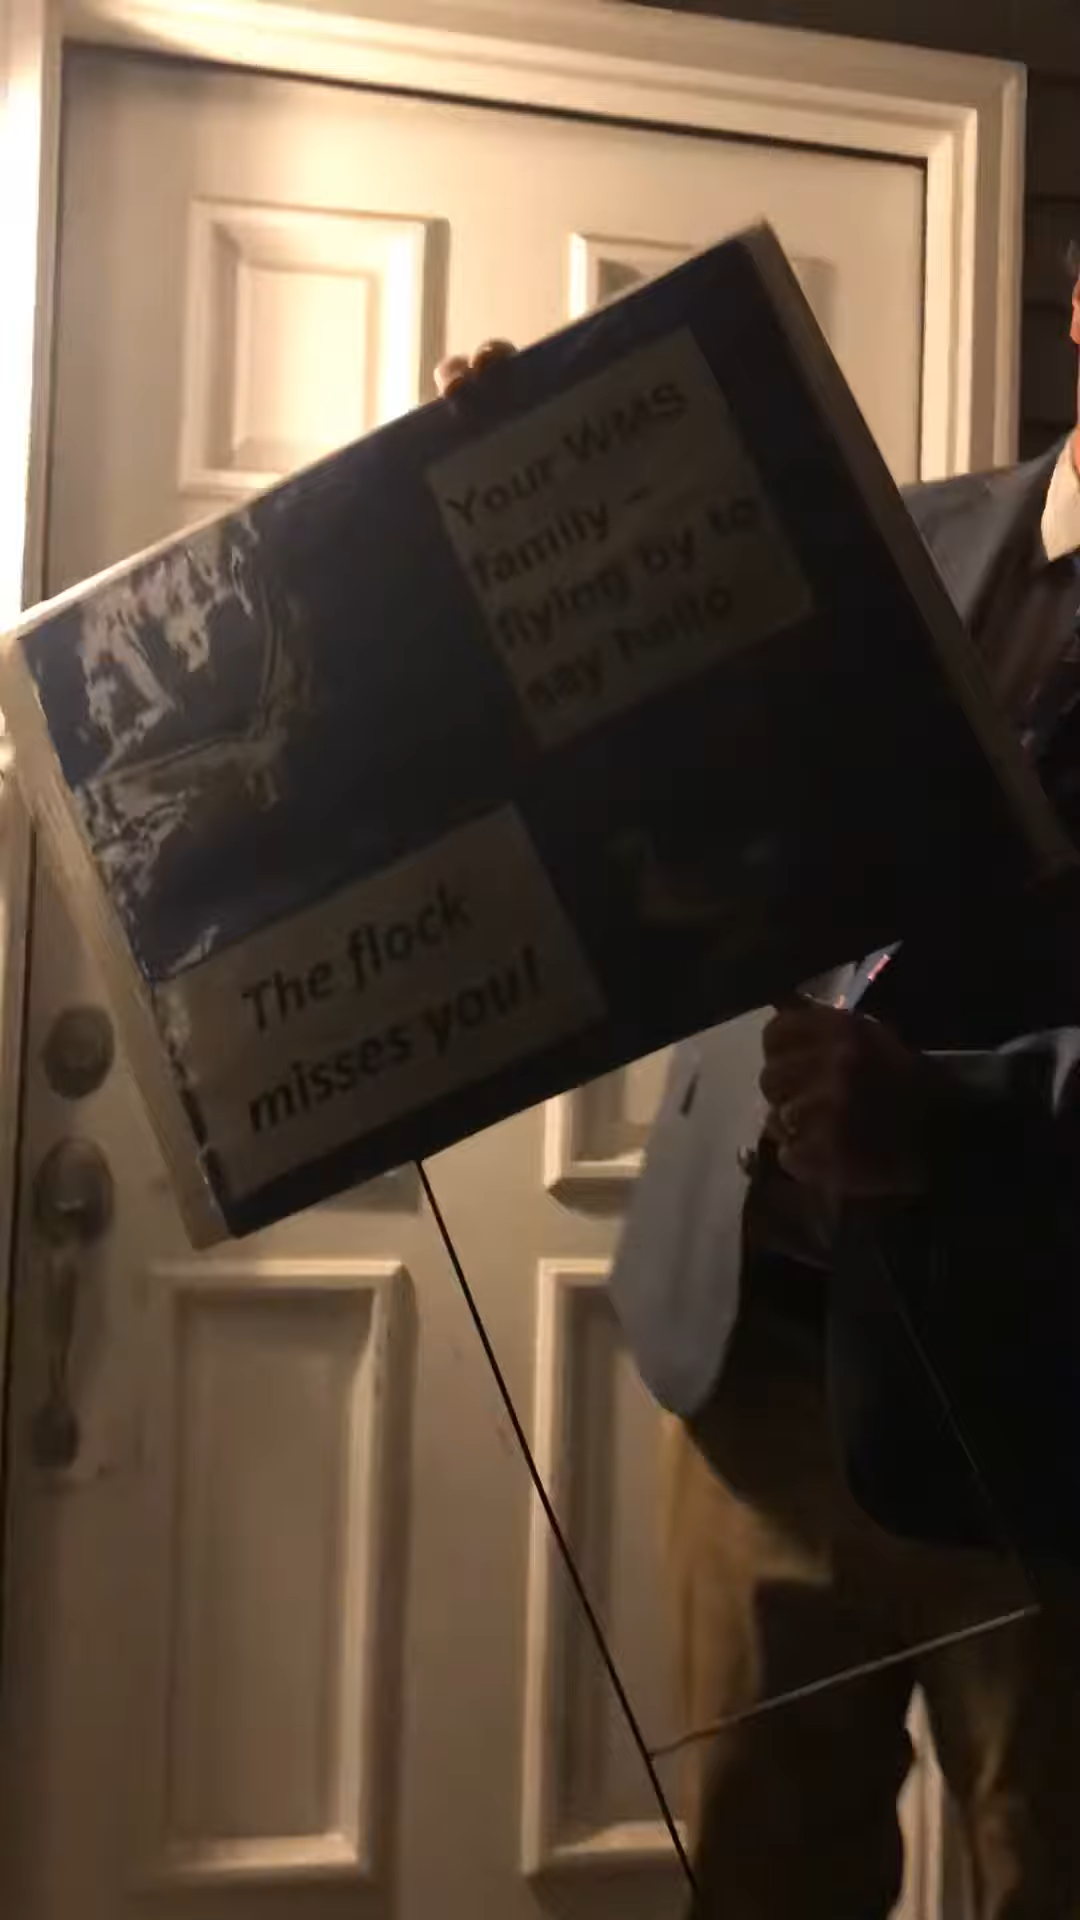 Your WMS
family –
flying by to
say hello
The flock
misses you!